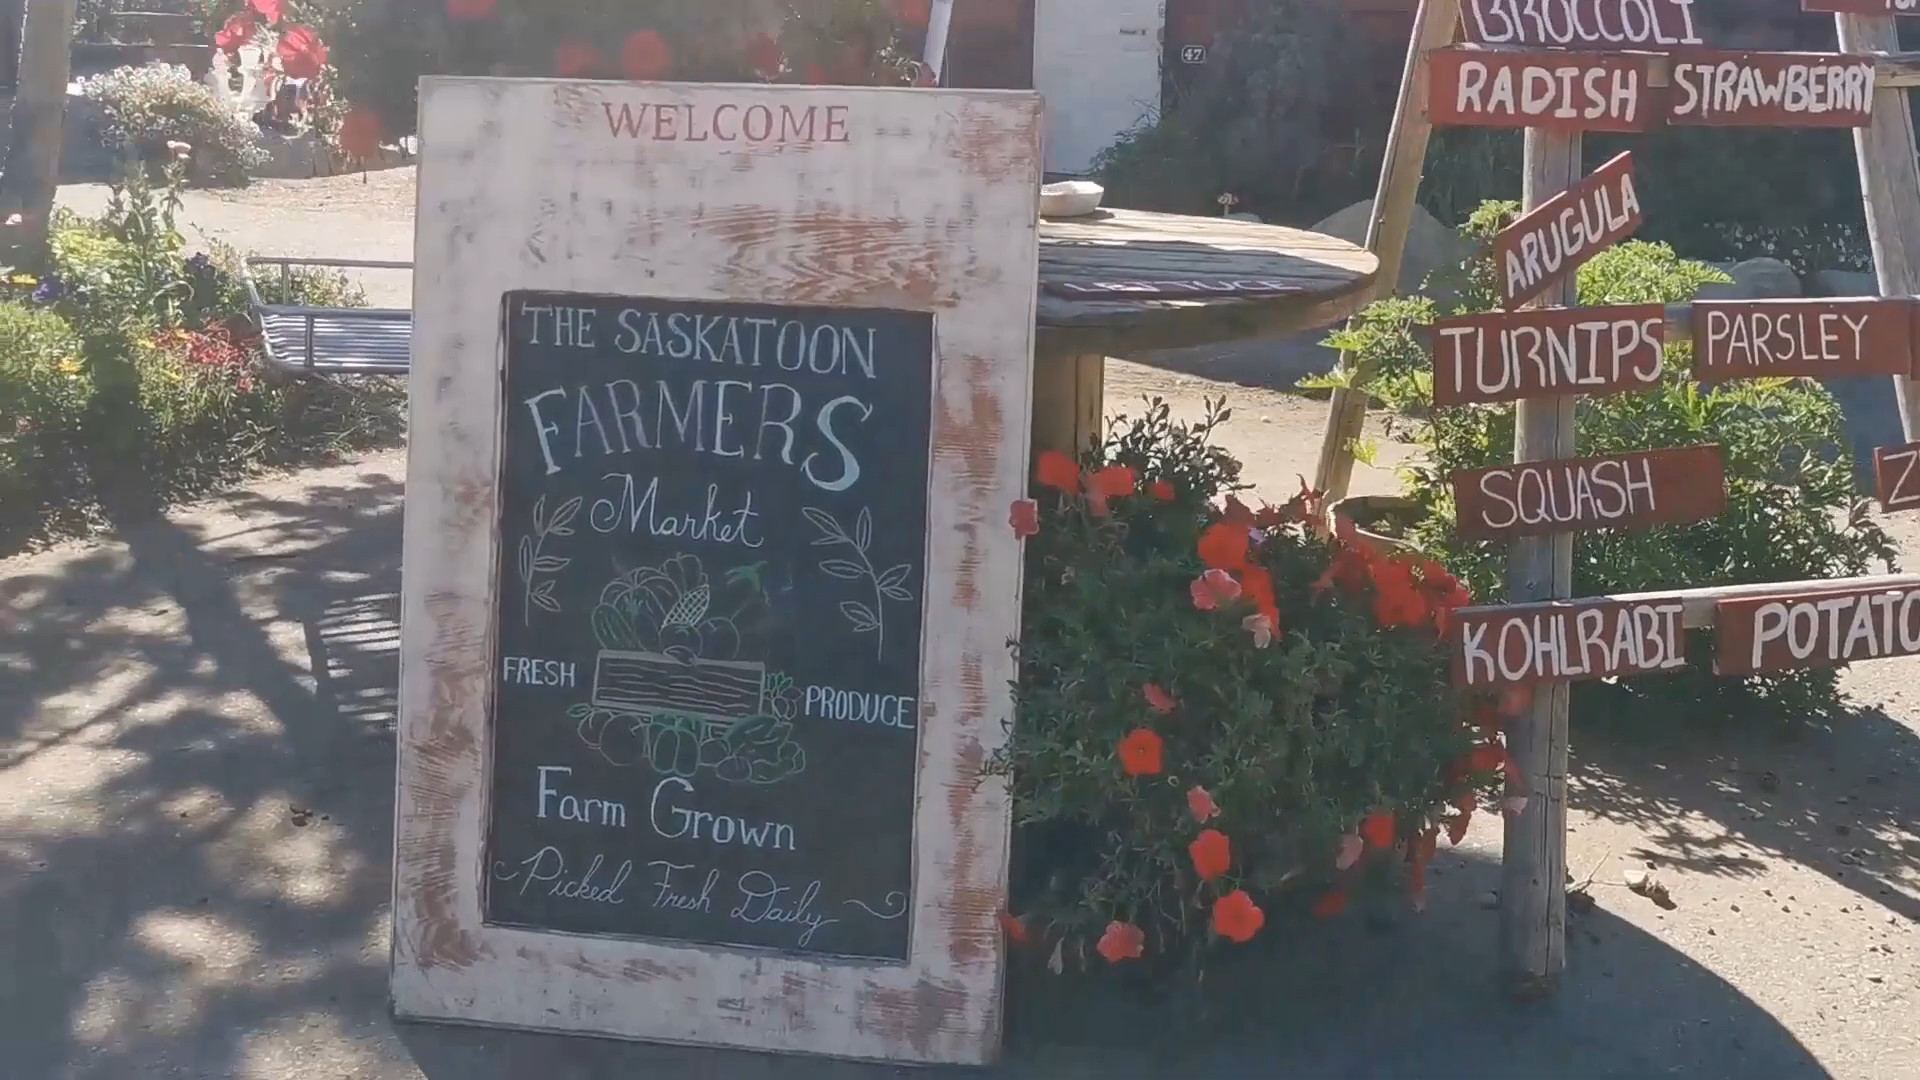 WELCOME
THE SASKATOON
FARMERS
Market
FRESH
PRODUCE
Farm Grown
Picked Fresh Daily
47
LETTUCE
BROCCOLI
RADISH STRAWBERRY
ARUGULA
TURNIPS PARSLEY
SQUASH
KOHLRABI POTATO